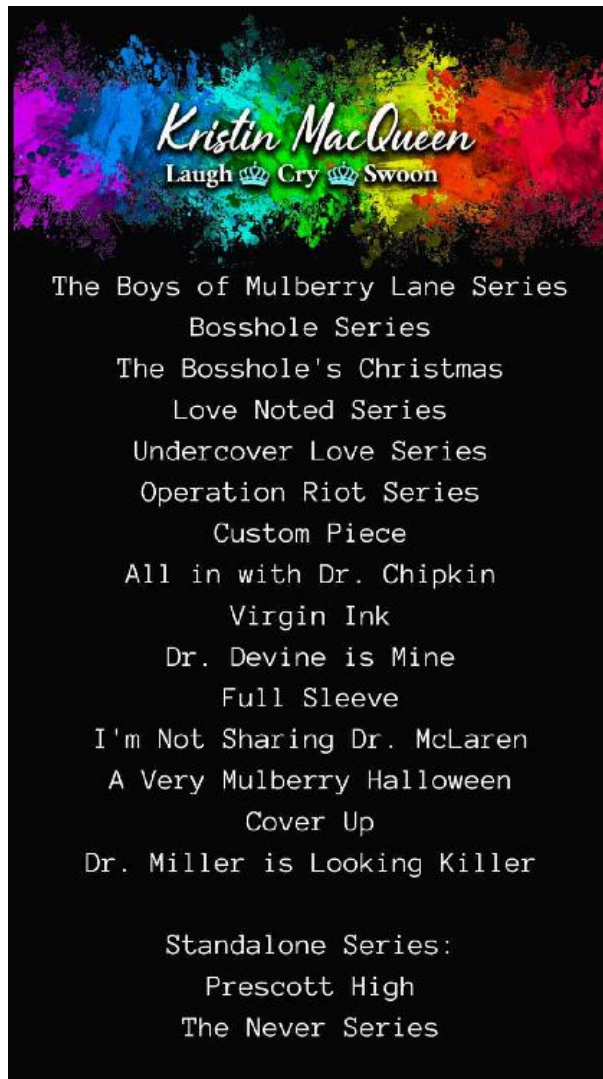 Kristin MacQueen
Laugh Cry Swoon
The Boys of Mulberry Lane Series
Bosshole Series
The Bosshole's Christmas
Love Noted Series
Undercover Love Series
Operation Riot Series
Custom Piece
All in with Dr. Chipkin
Virgin Ink
Dr. Devine is Mine
Full Sleeve
I'm Not Sharing Dr. McLaren
A Very Mulberry Halloween
Cover Up
Dr. Miller is Looking Killer
Standalone Series:
Prescott High
The Never Series